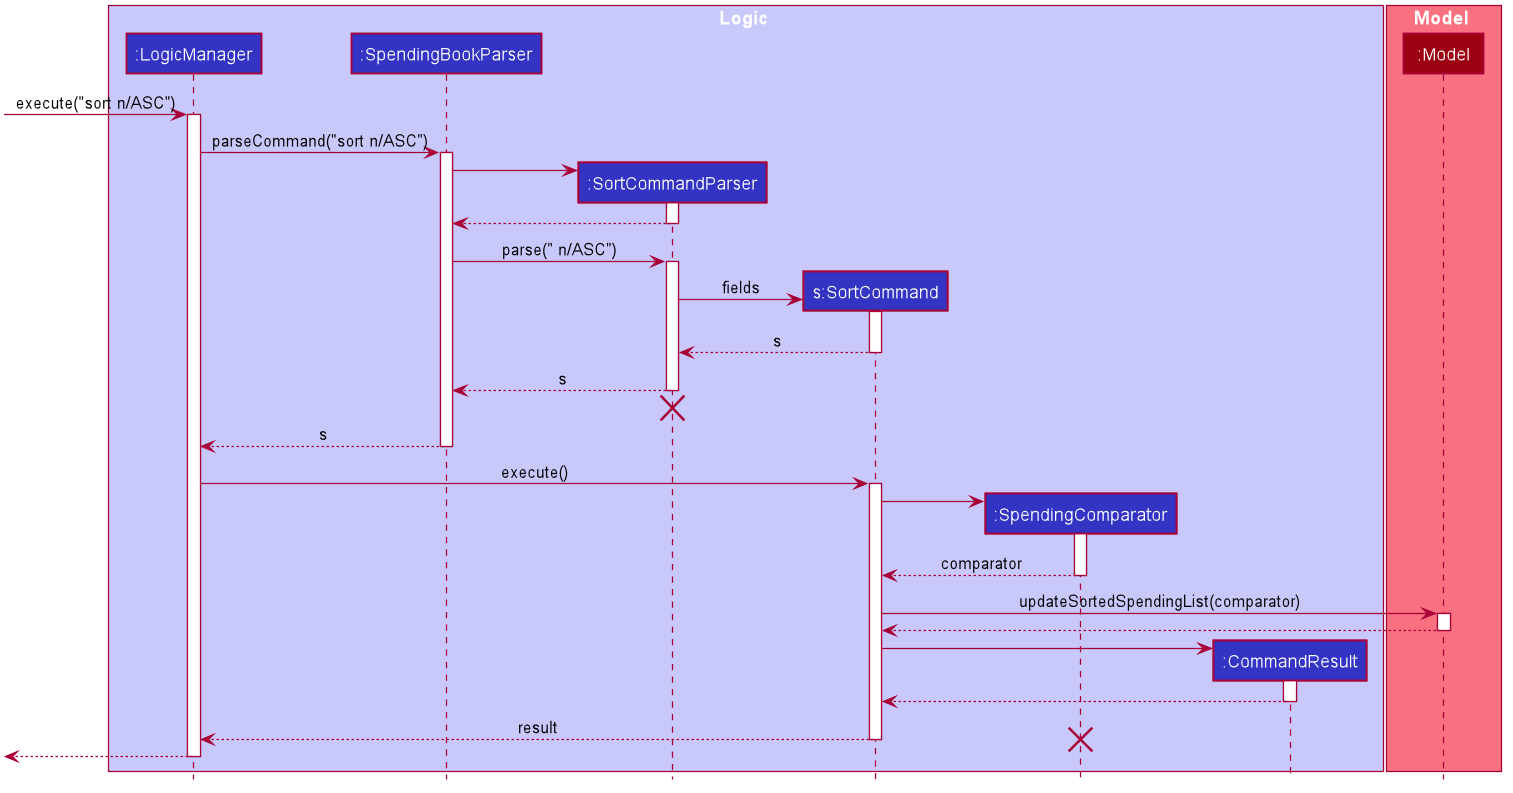 Logic
Model
:LogicManager
:SpendingBookParser
:Model
execute("sort n/ASC")
parseCommand("sort n/ASC")
:SortCommandParser
parse(" n/ASC")
fields
s:SortCommand
s
s
s
execute()
:SpendingComparator
comparator
updateSortedSpendingList(comparator)
:CommandResult
result